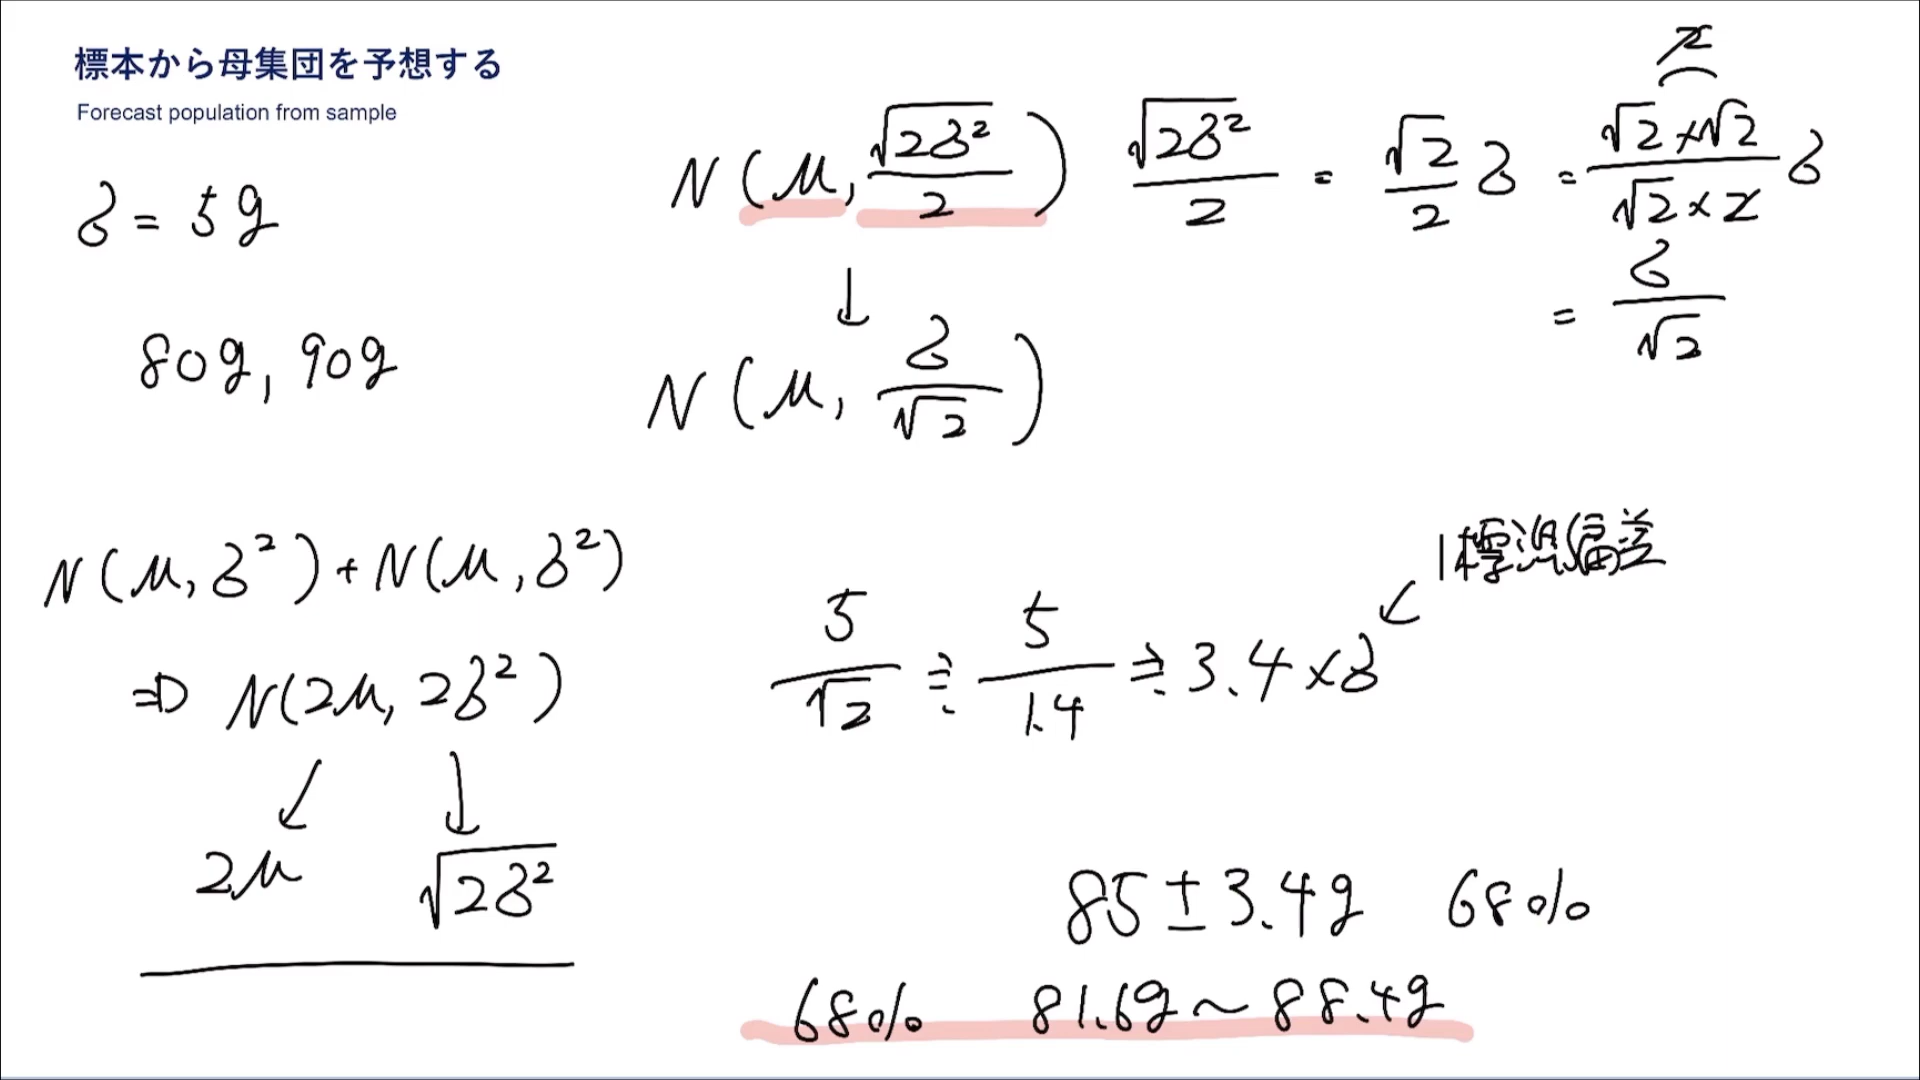 標本から母集団を予想する
Forecast population from sample
σ = 5g
80g, 90g
N(μ, σ²) + N(μ, σ²)
⇒ N(2μ, 2σ²)
↙ ↓
2μ √2σ²
N(μ, √2σ²/2)
↓
N(μ, σ/√2)
√2σ²/2 = √2/2 σ = √2×√2/√2×2 σ
2
= σ/√2
1標準偏差
↙
5/√2 ≒ 5/1.4 ≒ 3.4×σ
85±3.4g 68%
68% 81.6g～88.4g